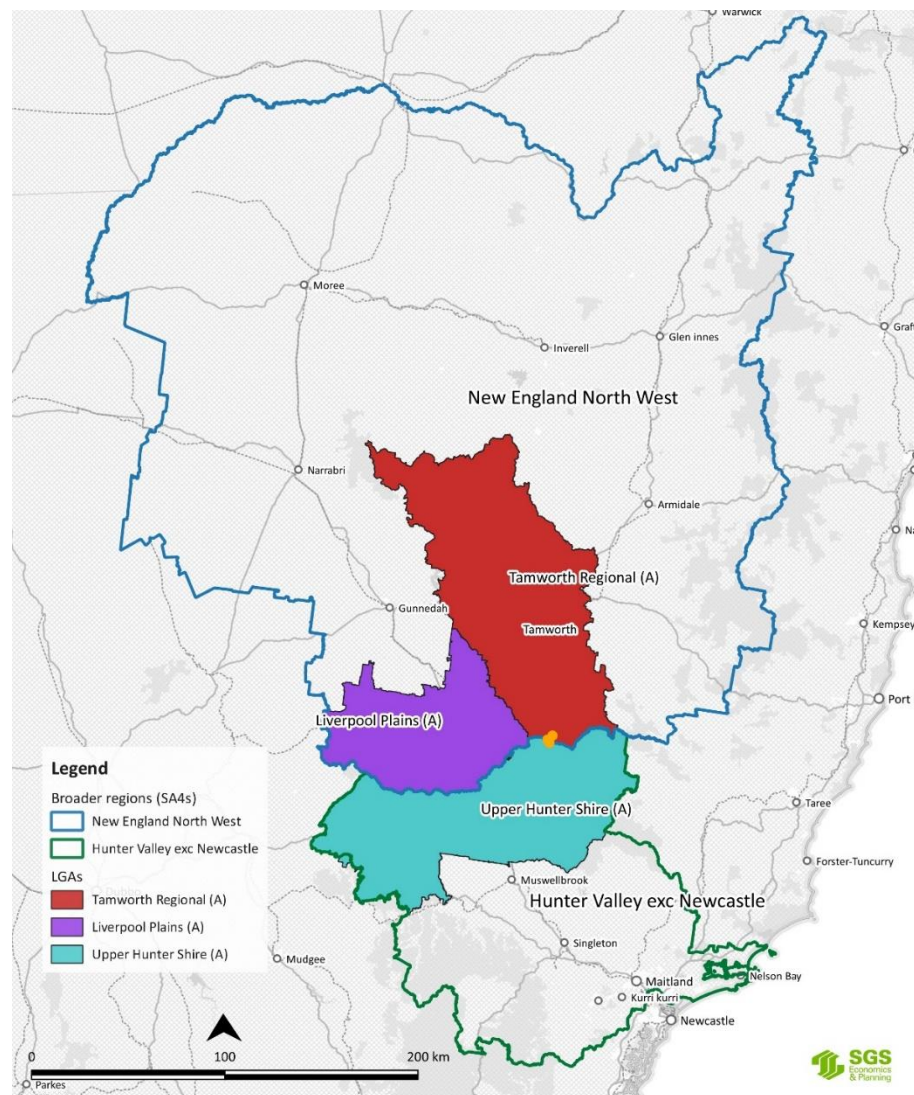 Warwick
Moree
Inverell
Glen innes
Graf
New England North West
Narrabri
Armidale
Na
Tamworth Regional (A)
Gunnedah
Tamworth
Kempsey
Port
Liverpool Plains (A)
Legend
Broader regions (SA4s)
New England North West
Hunter Valley exc Newcastle
LGAs
Tamworth Regional (A)
Liverpool Plains (A)
Upper Hunter Shire (A)
Upper Hunter Shire (A)
Taree
Forster-Tuncurry
Muswellbrook
Hunter Valley exc Newcastle
Dubbo
Singleton
Mudgee
Maitland
Nelson Bay
Kurri kurri
Newcastle
0 100 200 km
Parkes
SGS
Economics
& Planning